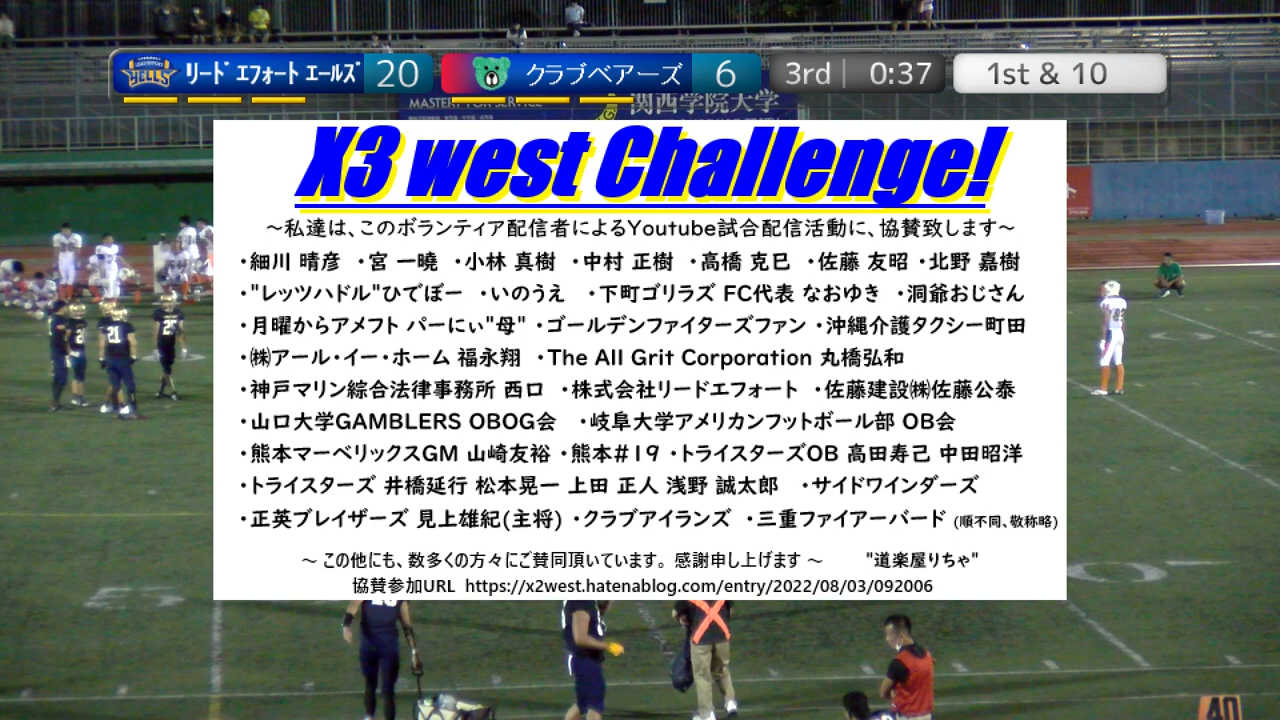 HELLS リードエフォートエールズ 20 クラブベアーズ 6 3rd 0:37 1st & 10
MASTERY FOR SERVICE
関西学院大学
X3 west Challenge!
～私達は、このボランティア配信者によるYoutube試合配信活動に、協賛致します～
・細川 晴彦 ・宮 一曉 ・小林 真樹 ・中村 正樹 ・高橋 克巳 ・佐藤 友昭 ・北野 嘉樹
・"レッツハドル"ひでぼー ・いのうえ ・下町ゴリラズ FC代表 なおゆき ・洞爺おじさん
・月曜からアメフト パーにぃ"母" ・ゴールデンファイターズファン ・沖縄介護タクシー町田
・㈱アール・イー・ホーム 福永翔 ・The All Grit Corporation 丸橋弘和
・神戸マリン綜合法律事務所 西口 ・株式会社リードエフォート ・佐藤建設㈱佐藤公泰
・山口大学GAMBLERS OBOG会 ・岐阜大学アメリカンフットボール部 OB会
・熊本マーベリックスGM 山崎友裕 ・熊本#19 ・トライスターズOB 高田寿己 中田昭洋
・トライスターズ 井橋延行 松本晃一 上田 正人 浅野 誠太郎 ・サイドワインダーズ
・正英ブレイザーズ 見上雄紀(主将) ・クラブアイランズ ・三重ファイアーバード (順不同、敬称略)
～ この他にも、数多くの方々にご賛同頂いています。感謝申し上げます ～ "道楽屋りちゃ"
協賛参加URL https://x2west.hatenablog.com/entry/2022/08/03/092006
21
25
40